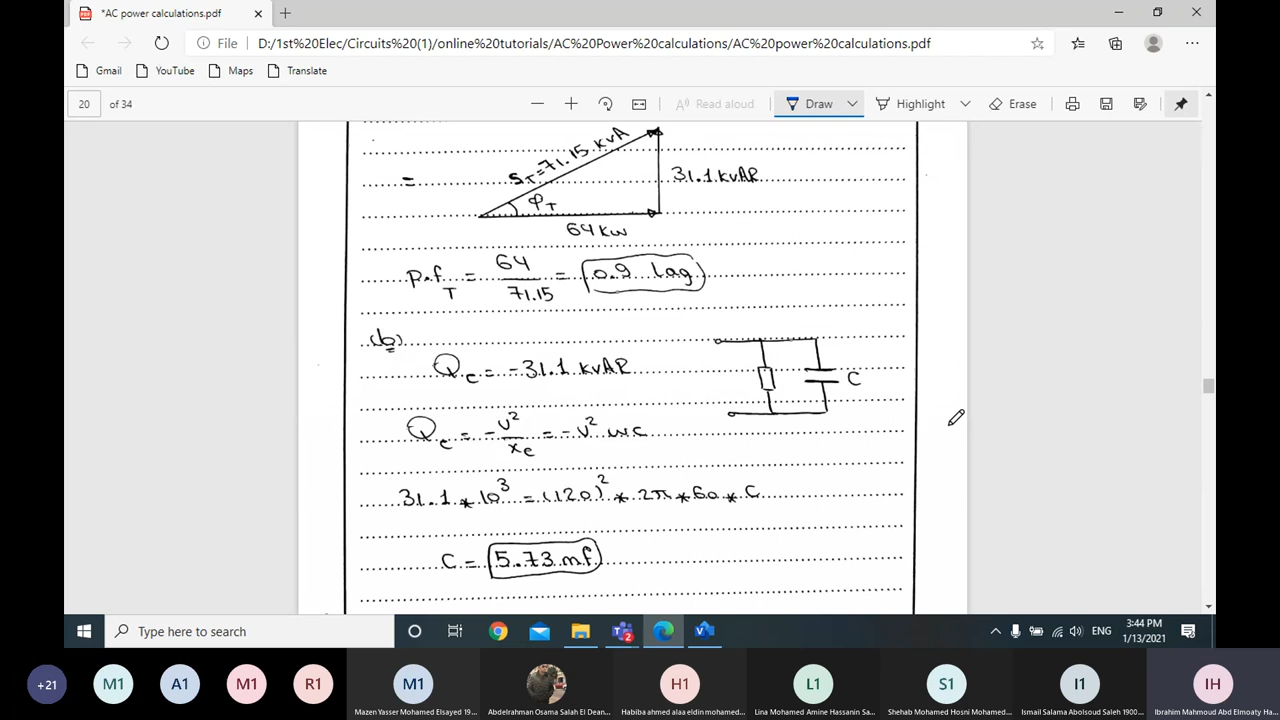 *AC power calculations.pdf
File D:/1st%20Elec/Circuits%20(1)/online%20tutorials/AC%20Power%20calculations/AC%20power%20calculations.pdf
Gmail YouTube Maps Translate
20 of 34 Read aloud Draw Highlight Erase
S_T=71.15 kVA
=
31.1 kVAR
φ_T
64 kW
p.f_T = 64/71.15 = 0.9 lag
(b)
Q_c = -31.1 kVAR
C
Q_c = -V²/X_c = -V² wc
31.1 * 10³ = (120)² * 2π * 60 * C
C = 5.73 mf
Type here to search
ENG
3:44 PM
1/13/2021
2
+21 M1 A1 M1 R1 M1 H1 L1 S1 I1 IH
Mazen Yasser Mohamed Elsayed 19... Abdelrahman Osama Salah El Dean... Habiba ahmed alaa eldin mohamed... Lina Mohamed Amine Hassanin Sa... Shehab Mohamed Hosni Mohamed... Ismail Salama Abolsoud Saleh 1900... Ibrahim Mahmoud Abd Elmoaty Ha...